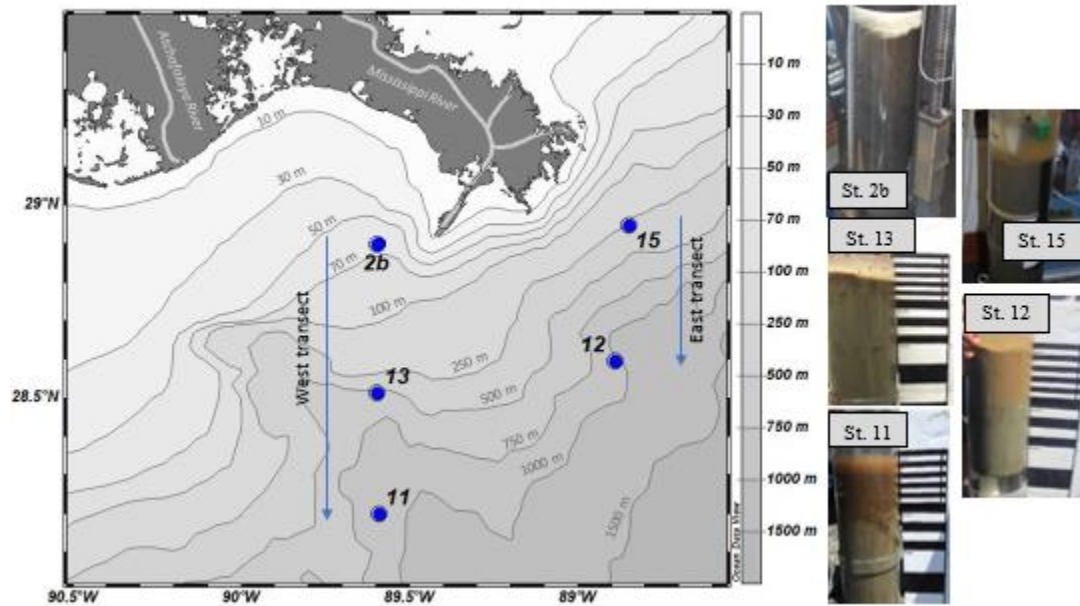 Atchafalaya River
Mississippi River
10 m
30 m
50 m
70 m
100 m
250 m
500 m
750 m
1000 m
1500 m
2b
15
12
13
11
West transect
East transect
29°N
28.5°N
90.5°W
90°W
89.5°W
89°W
10 m
30 m
50 m
70 m
100 m
250 m
500 m
750 m
1000 m
1500 m
Ocean Data View
St. 2b
St. 15
St. 13
St. 12
St. 11